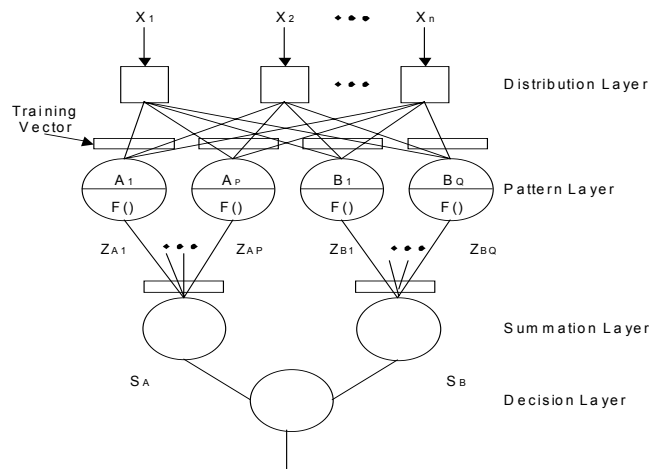 X1 X2 Xn
Distribution Layer
Training
Vector
A1 AP B1 BQ
F() F() F() F()
Pattern Layer
ZA1 ZAP ZB1 ZBQ
Summation Layer
SA SB
Decision Layer